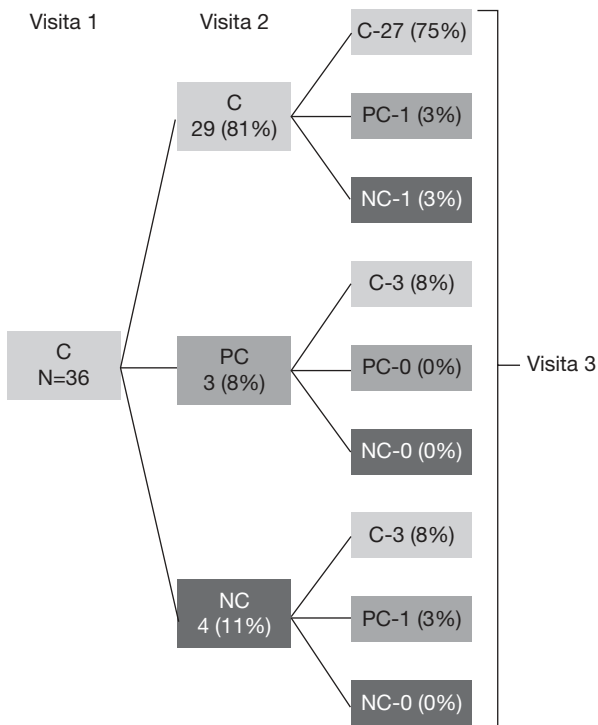 Visita 1
Visita 2
C
N=36
C
29 (81%)
C-27 (75%)
PC-1 (3%)
NC-1 (3%)
PC
3 (8%)
C-3 (8%)
PC-0 (0%)
NC-0 (0%)
NC
4 (11%)
C-3 (8%)
PC-1 (3%)
NC-0 (0%)
Visita 3